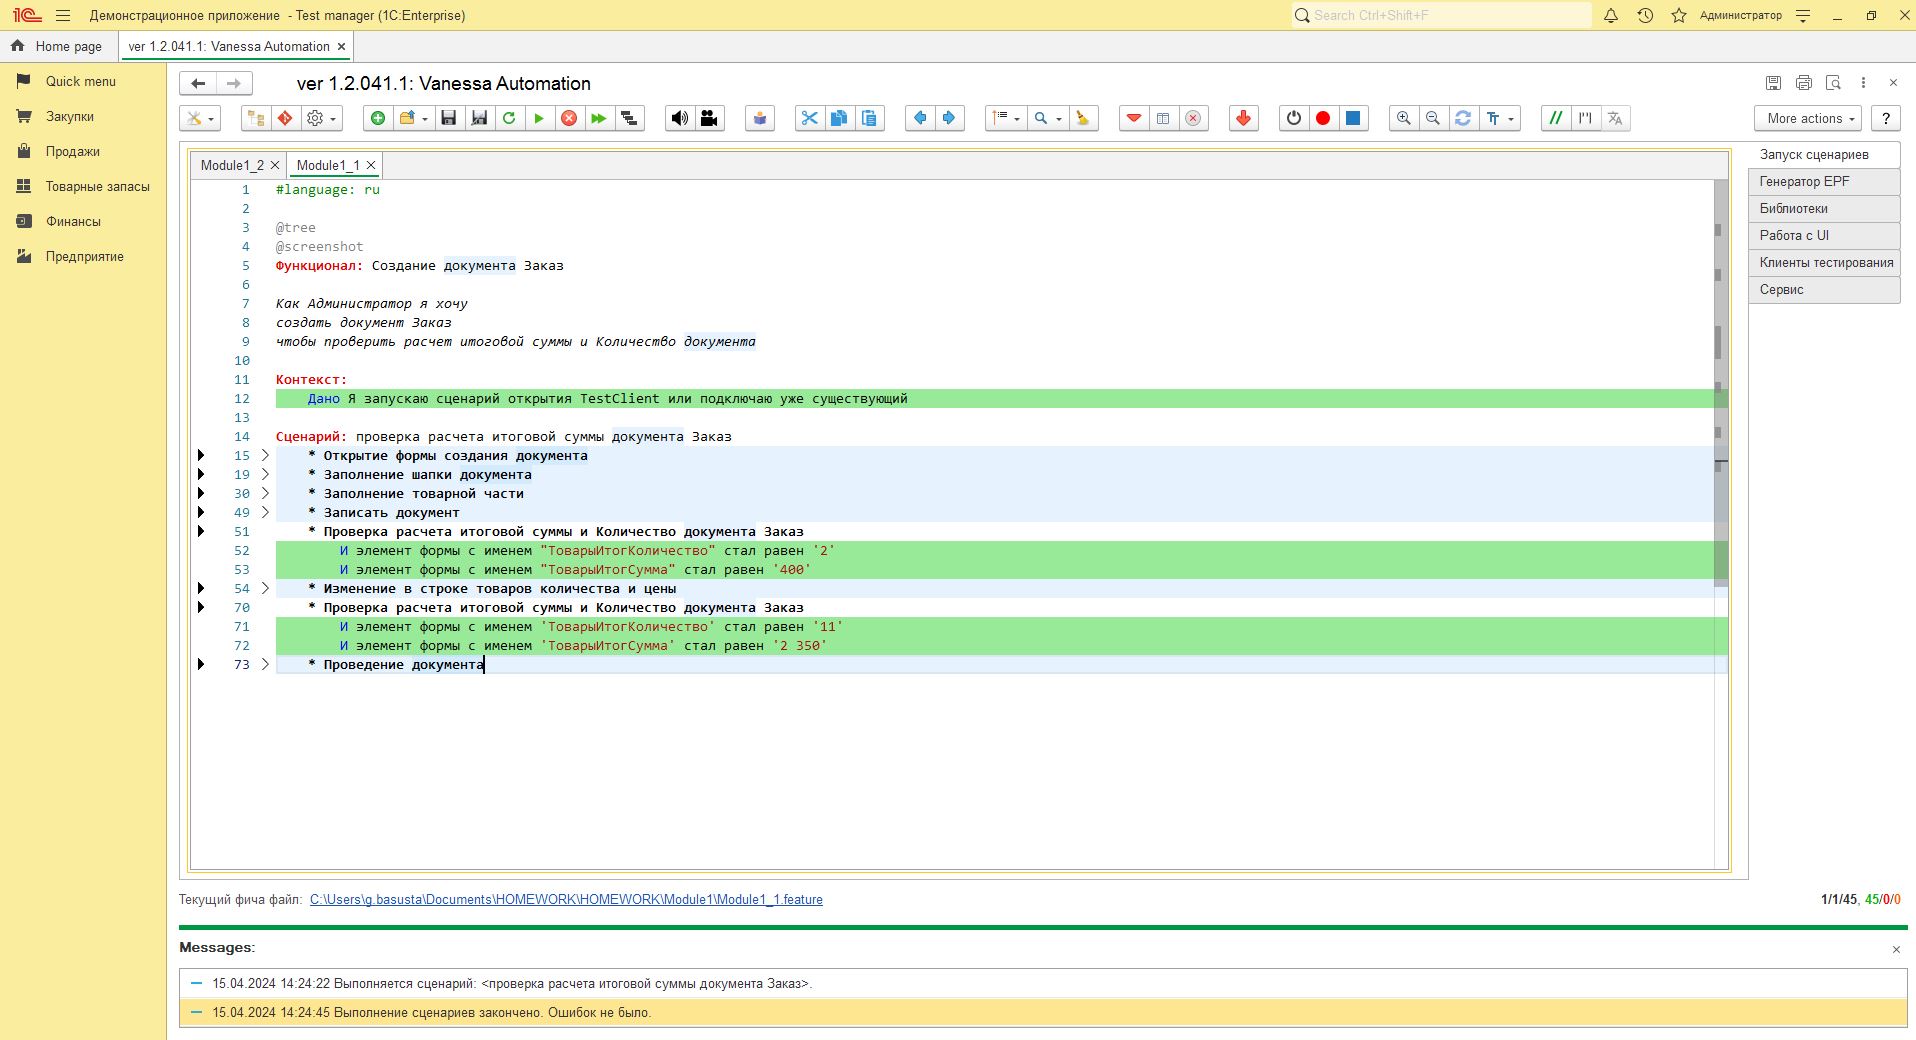 1C Демонстрационное приложение - Test manager (1C:Enterprise)
Search Ctrl+Shift+F
Администратор
Home page
ver 1.2.041.1: Vanessa Automation ×
Quick menu
Закупки
Продажи
Товарные запасы
Финансы
Предприятие
ver 1.2.041.1: Vanessa Automation
More actions
?
Module1_2 ×
Module1_1 ×
1 #language: ru
2
3 @tree
4 @screenshot
5 Функционал: Создание документа Заказ
6
7 Как Администратор я хочу
8 создать документ Заказ
9 чтобы проверить расчет итоговой суммы и Количество документа
10
11 Контекст:
12 Дано Я запускаю сценарий открытия TestClient или подключаю уже существующий
13
14 Сценарий: проверка расчета итоговой суммы документа Заказ
15 * Открытие формы создания документа
19 * Заполнение шапки документа
30 * Заполнение товарной части
49 * Записать документ
51 * Проверка расчета итоговой суммы и Количество документа Заказ
52 И элемент формы с именем "ТоварыИтогКоличество" стал равен '2'
53 И элемент формы с именем "ТоварыИтогСумма" стал равен '400'
54 * Изменение в строке товаров количества и цены
70 * Проверка расчета итоговой суммы и Количество документа Заказ
71 И элемент формы с именем 'ТоварыИтогКоличество' стал равен '11'
72 И элемент формы с именем 'ТоварыИтогСумма' стал равен '2 350'
73 * Проведение документа
Запуск сценариев
Генератор EPF
Библиотеки
Работа с UI
Клиенты тестирования
Сервис
Текущий фича файл: C:\Users\g.basusta\Documents\HOMEWORK\HOMEWORK\Module1\Module1_1.feature
1/1/45, 45/0/0
Messages:
15.04.2024 14:24:22 Выполняется сценарий: <проверка расчета итоговой суммы документа Заказ>.
15.04.2024 14:24:45 Выполнение сценариев закончено. Ошибок не было.